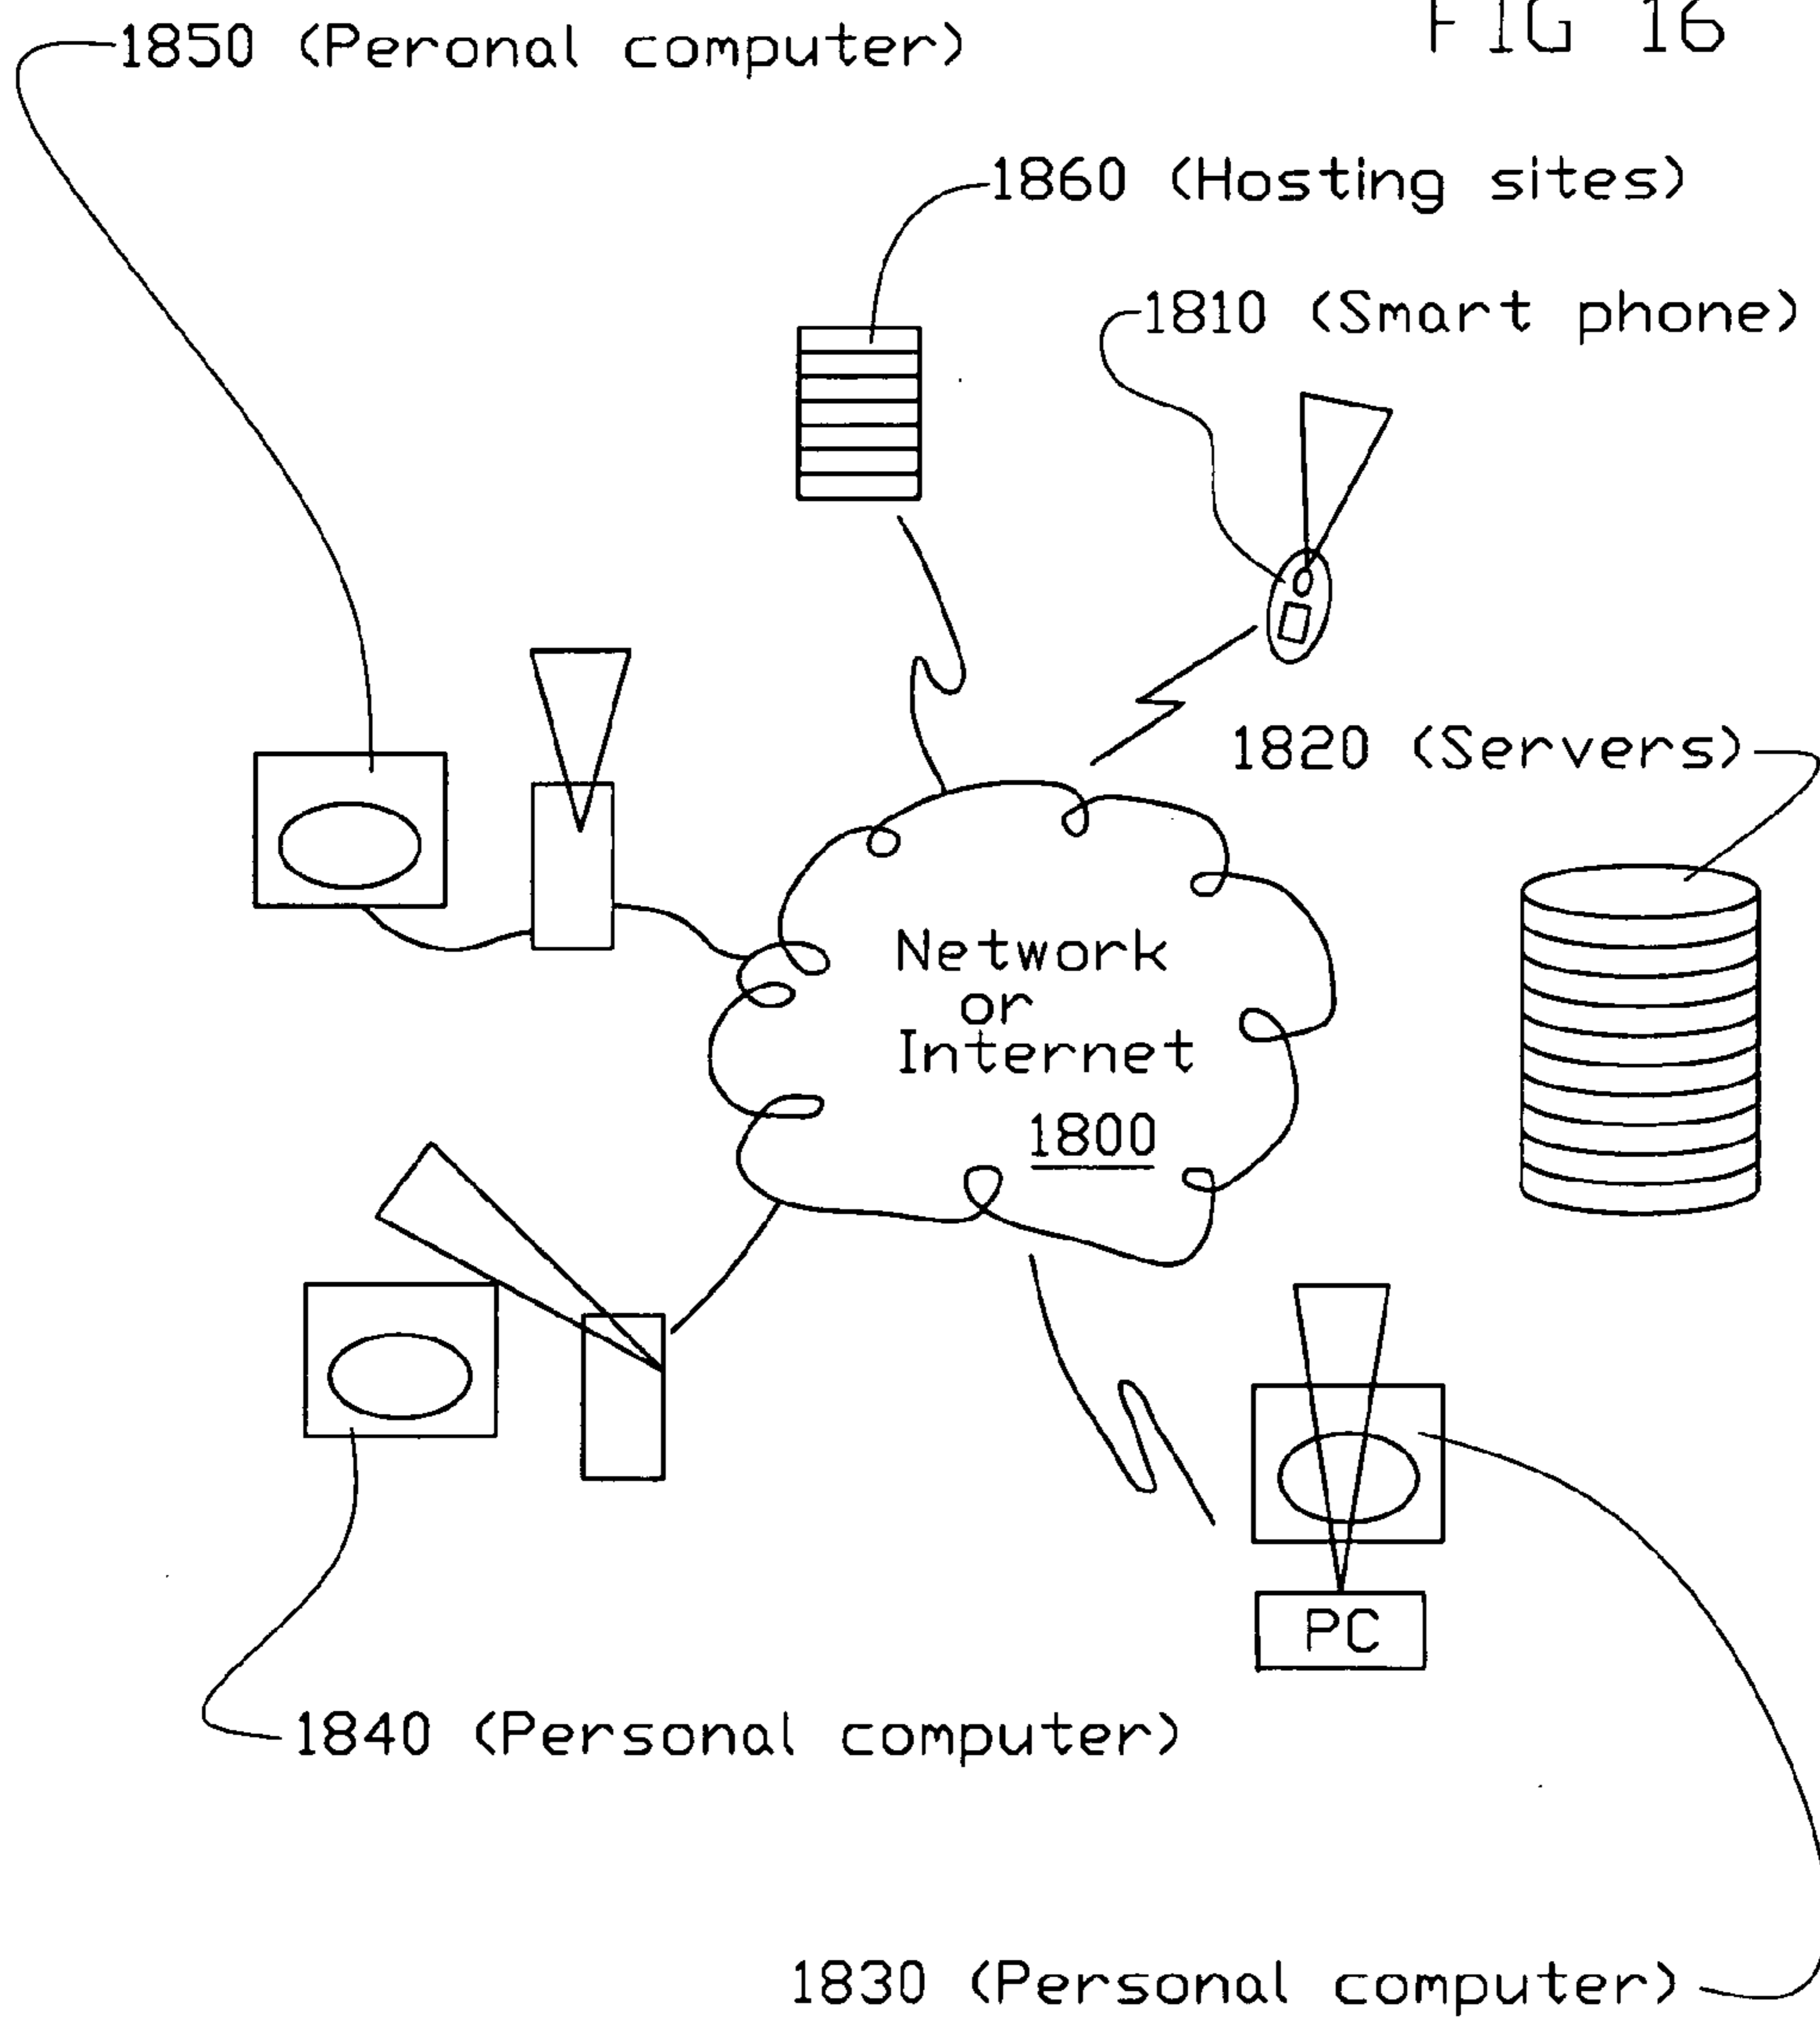 FIG 16
1850 (Peronal computer)
1860 (Hosting sites)
1810 (Smart phone)
1820 (Servers)
Network
or
Internet
1800
PC
1840 (Personal computer)
1830 (Personal computer)